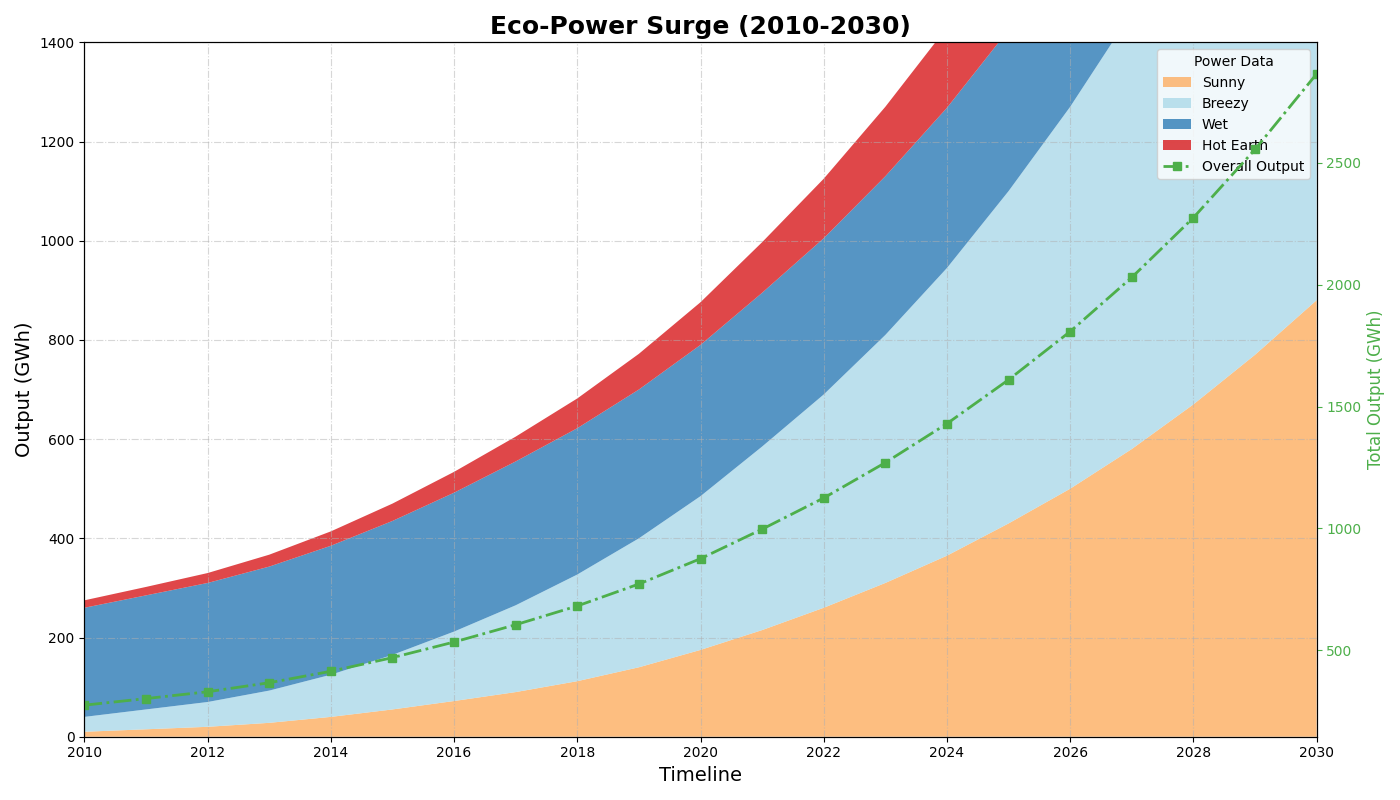 Eco-Power Surge (2010-2030)
Output (GWh)
1400
1200
1000
800
600
400
200
0
Power Data
Sunny
Breezy
Wet
Hot Earth
Overall Output
2500
2000
1500
1000
500
Total Output (GWh)
2010 2012 2014 2016 2018 2020 2022 2024 2026 2028 2030
Timeline